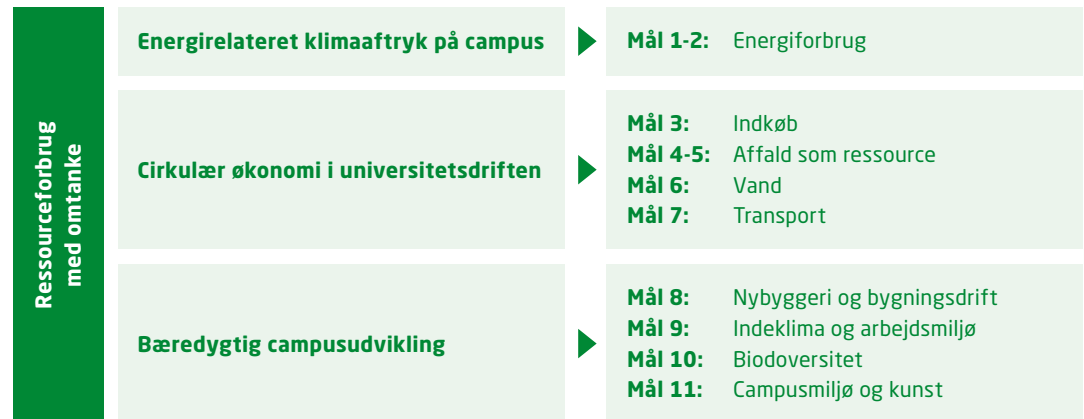 Ressourceforbrug
med omtanke
Energirelateret klimaaftryk på campus
Mål 1-2: Energiforbrug
Cirkulær økonomi i universitetsdriften
Mål 3: Indkøb
Mål 4-5: Affald som ressource
Mål 6: Vand
Mål 7: Transport
Bæredygtig campusudvikling
Mål 8: Nybyggeri og bygningsdrift
Mål 9: Indeklima og arbejdsmiljø
Mål 10: Biodoversitet
Mål 11: Campusmiljø og kunst